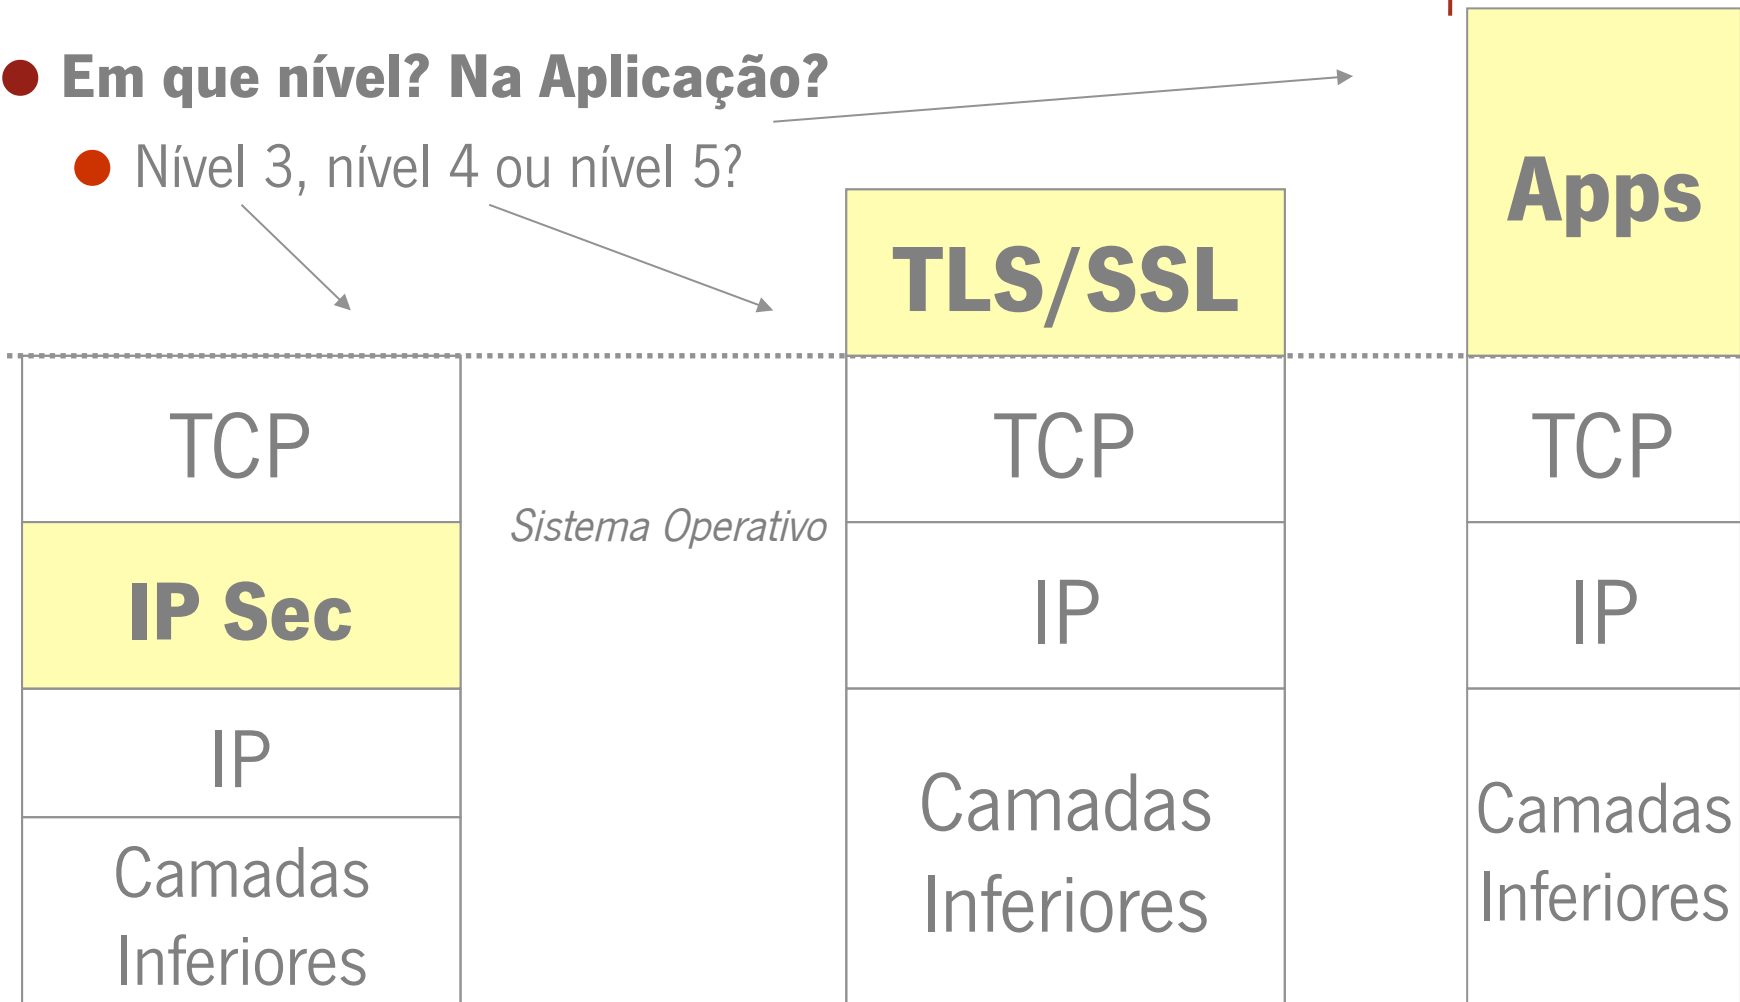 Em que nível? Na Aplicação?
Nível 3, nível 4 ou nível 5?
TCP
IP Sec
IP
Camadas
Inferiores
Sistema Operativo
TLS/SSL
TCP
IP
Camadas
Inferiores
Apps
TCP
IP
Camadas
Inferiores